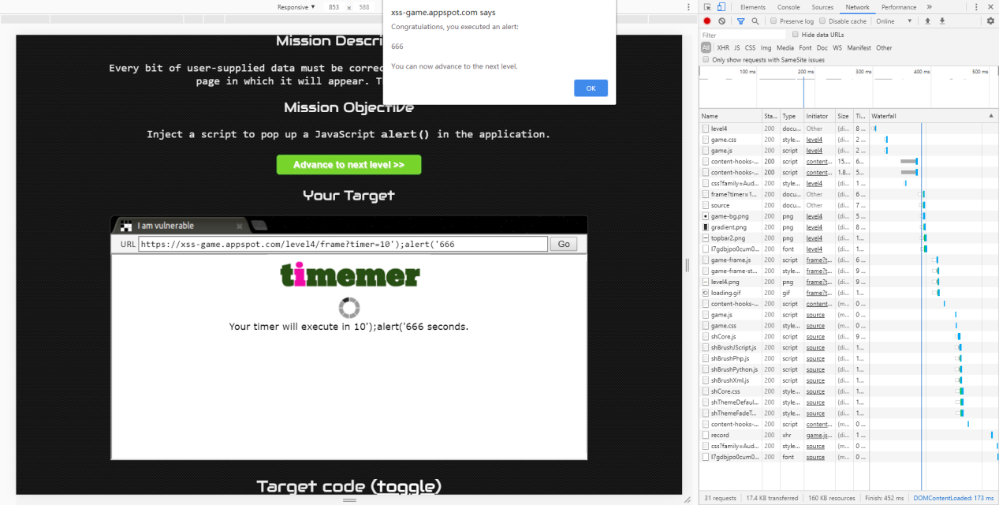 Responsive ▼ 853 × 588
xss-game.appspot.com says
Congratulations, you executed an alert:
666
You can now advance to the next level.
OK
Mission Descri
Every bit of user-supplied data must be correc
page in which it will appear. T
Mission Objective
Inject a script to pop up a JavaScript alert() in the application.
Advance to next level >>
Your Target
I am vulnerable
URL https://xss-game.appspot.com/level4/frame?timer=10');alert('666 Go
timemer
Your timer will execute in 10');alert('666 seconds.
Target code (toggle)
Elements Console Sources Network Performance »
Preserve log Disable cache Online ▼
Filter Hide data URLs
All XHR JS CSS Img Media Font Doc WS Manifest Other
Only show requests with SameSite issues
100 ms 200 ms 300 ms 400 ms 500 ms
Name Sta... Type Initiator Size Ti... Waterfall ▲
level4 200 docu... Other (di... 8 ...
game.css 200 style... level4 (di... 2 ...
game.js 200 script level4 (di... 2 ...
content-hooks-... 200 script content... 15.... 6...
content-hooks-... 200 script content... 1.8... 5...
css?family=Aud... 200 style... level4 (di... 1 ...
frame?timer=1... 200 docu... Other (di... 6 ...
source 200 docu... Other (di... 7 ...
game-bg.png 200 png level4 (di... 5 ...
gradient.png 200 png level4 (di... 8 ...
topbar2.png 200 png level4 (di... 1...
l7gdbjpo0cum0... 200 font level4 (di... 1...
game-frame.js 200 script frame?t... (di... 6 ...
game-frame-st... 200 style... frame?t... (di... 9 ...
level4.png 200 png frame?t... (di... 9 ...
loading.gif 200 gif frame?t... (di... 1...
content-hooks-... 200 script content... (m... 0 ...
game.js 200 script source (m... 0 ...
game.css 200 style... source (m... 0 ...
shCore.js 200 script source (di... 9 ...
shBrushJScript.js 200 script source (di... 1...
shBrushPhp.js 200 script source (di... 1...
shBrushPython.js 200 script source (di... 1...
shBrushXml.js 200 script source (di... 1...
shCore.css 200 style... source (di... 1...
shThemeDefaul... 200 style... source (di... 1...
shThemeFadeT... 200 style... source (di... 1...
content-hooks-... 200 script content... (m... 0 ...
record 200 xhr game.js... (di... 1 ...
css?family=Aud... 200 style... source (m... 0 ...
l7gdbjpo0cum0... 200 font source (m... 0 ...
31 requests 17.4 KB transferred 160 KB resources Finish: 452 ms DOMContentLoaded: 173 ms